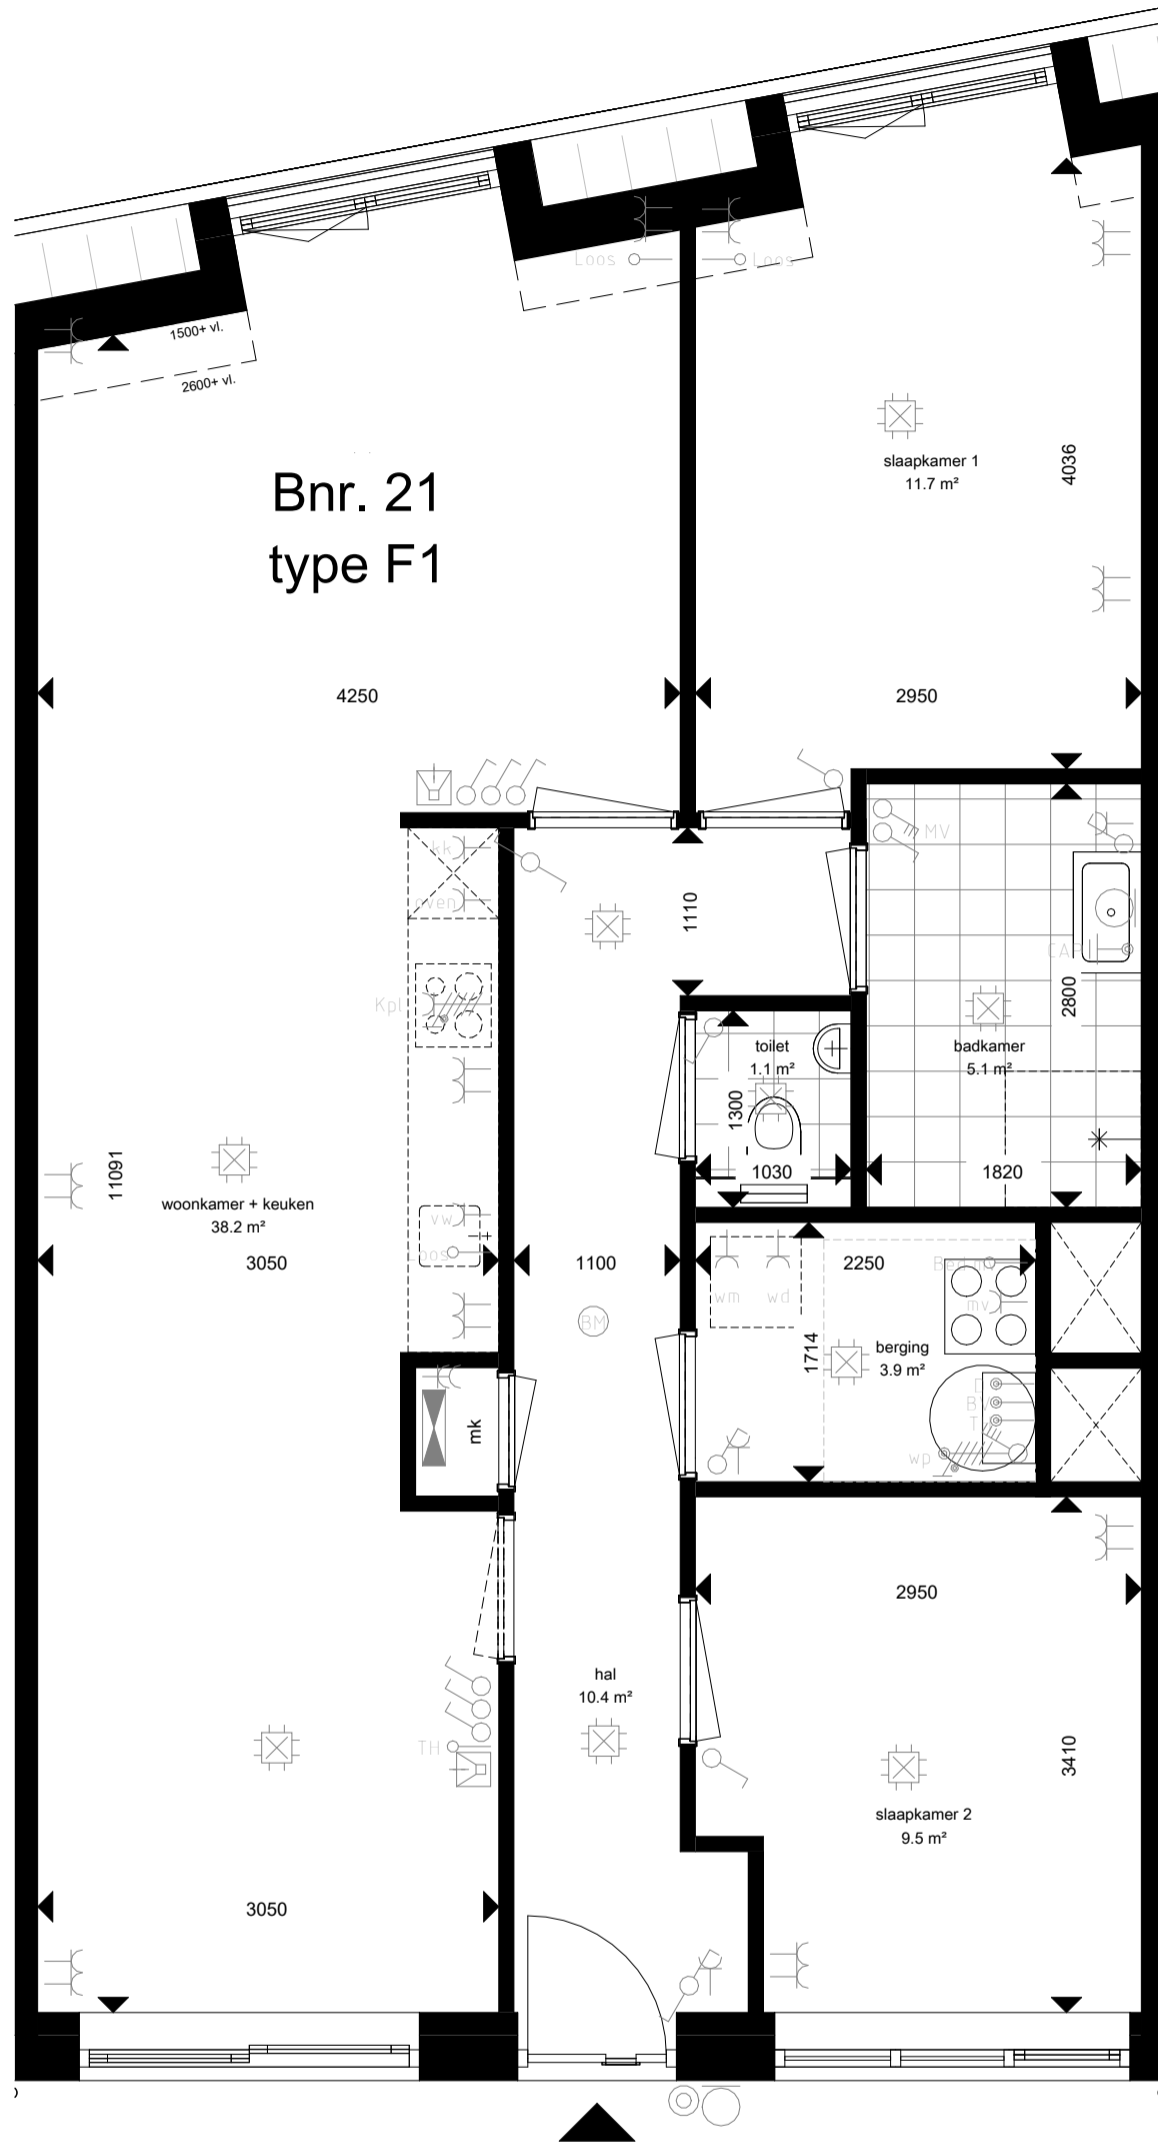 Loos
Loos
1500+ vl.
2600+ vl.
slaapkamer 1
11.7 m²
4036
Bnr. 21
type F1
4250
2950
MV
kk
oven
1110
CAP
2800
Kpl
toilet
1.1 m²
badkamer
5.1 m²
1300
1030
1820
11091
woonkamer + keuken
38.2 m²
vw
Loos
3050
1100
2250
wm
wd
mv
BM
1714
berging
3.9 m²
mk
wp
2950
hal
10.4 m²
TH
3410
slaapkamer 2
9.5 m²
3050